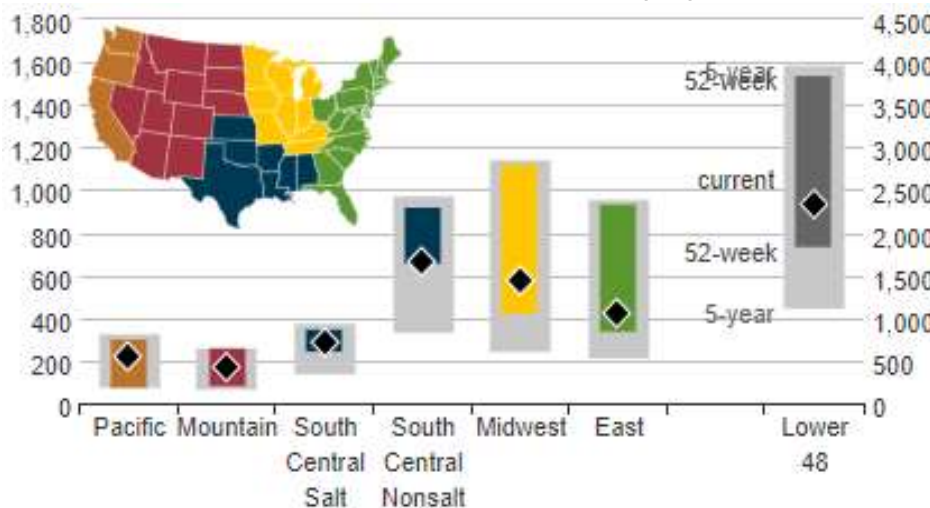 1,800
1,600
1,400
1,200
1,000
800
600
400
200
0
4,500
4,000
3,500
3,000
2,500
2,000
1,500
1,000
500
0
5-year
52-week
current
52-week
5-year
Pacific
Mountain
South
Central
Salt
South
Central
Nonsalt
Midwest
East
Lower
48